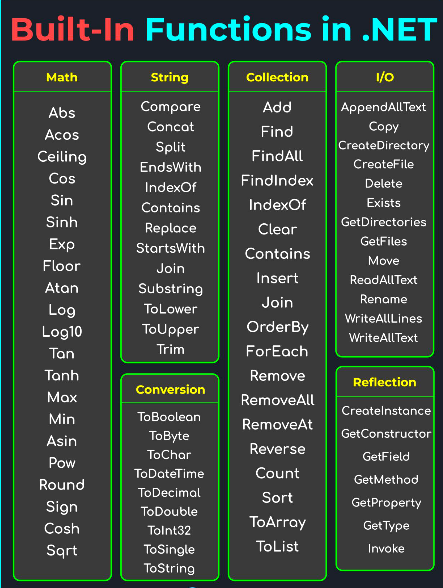 Built-In Functions in .NET
Math
Abs
Acos
Ceiling
Cos
Sin
Sinh
Exp
Floor
Atan
Log
Log10
Tan
Tanh
Max
Min
Asin
Pow
Round
Sign
Cosh
Sqrt
String
Compare
Concat
Split
EndsWith
IndexOf
Contains
Replace
StartsWith
Join
Substring
ToLower
ToUpper
Trim
Conversion
ToBoolean
ToByte
ToChar
ToDateTime
ToDecimal
ToDouble
ToInt32
ToSingle
ToString
Collection
Add
Find
FindAll
FindIndex
IndexOf
Clear
Contains
Insert
Join
OrderBy
ForEach
Remove
RemoveAll
RemoveAt
Reverse
Count
Sort
ToArray
ToList
I/O
AppendAllText
Copy
CreateDirectory
CreateFile
Delete
Exists
GetDirectories
GetFiles
Move
ReadAllText
Rename
WriteAllLines
WriteAllText
Reflection
CreateInstance
GetConstructor
GetField
GetMethod
GetProperty
GetType
Invoke